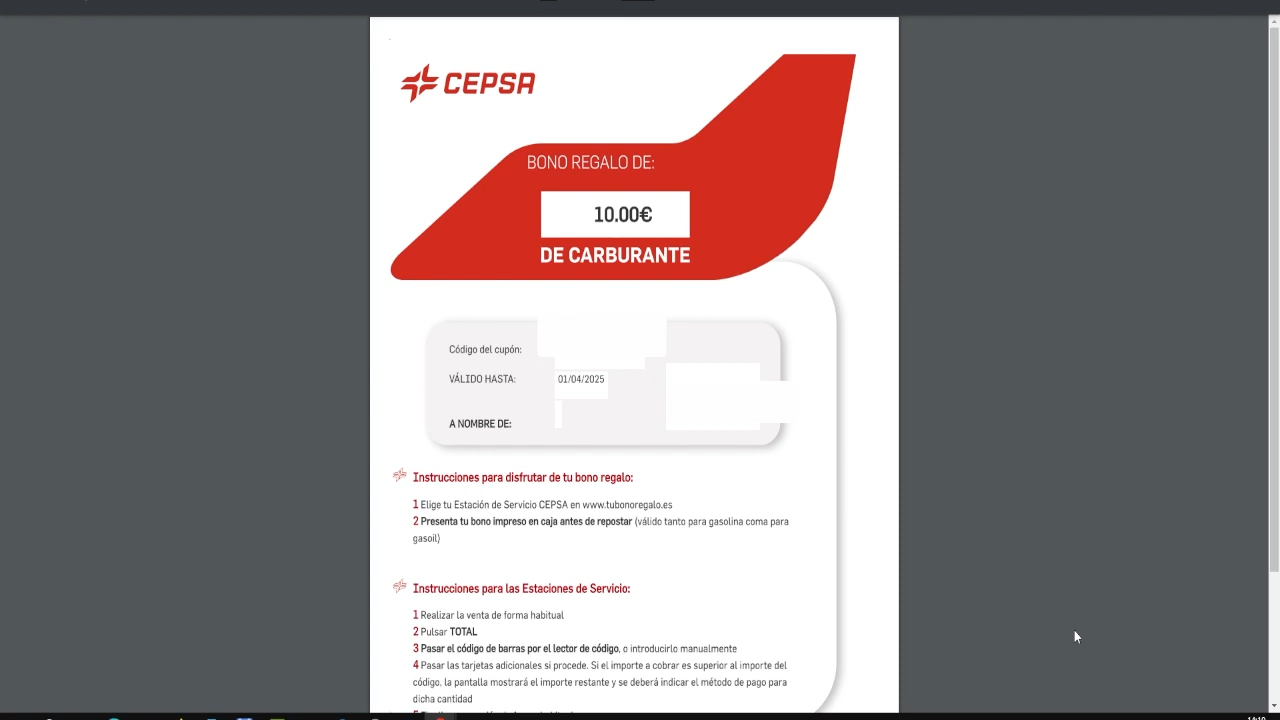 CEPSA
BONO REGALO DE:
10.00€
DE CARBURANTE
Código del cupón:
VÁLIDO HASTA: 01/04/2025
A NOMBRE DE:
Instrucciones para disfrutar de tu bono regalo:
1 Elige tu Estación de Servicio CEPSA en www.tubonoregalo.es
2 Presenta tu bono impreso en caja antes de repostar (válido tanto para gasolina coma para
gasoil)
Instrucciones para las Estaciones de Servicio:
1 Realizar la venta de forma habitual
2 Pulsar TOTAL
3 Pasar el código de barras por el lector de código, o introducirlo manualmente
4 Pasar las tarjetas adicionales si procede. Si el importe a cobrar es superior al importe del
código, la pantalla mostrará el importe restante y se deberá indicar el método de pago para
dicha cantidad